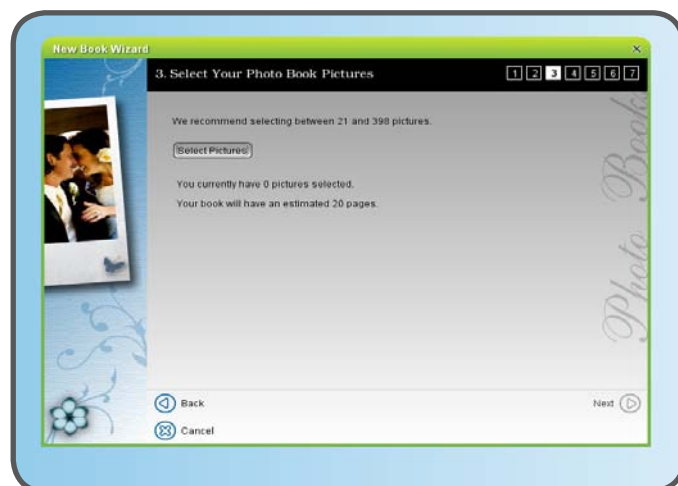 New Book Wizard
3. Select Your Photo Book Pictures
1 2 3 4 5 6 7
We recommend selecting between 21 and 398 pictures.
Select Pictures
You currently have 0 pictures selected.
Your book will have an estimated 20 pages.
Photo Books
Back
Next
Cancel